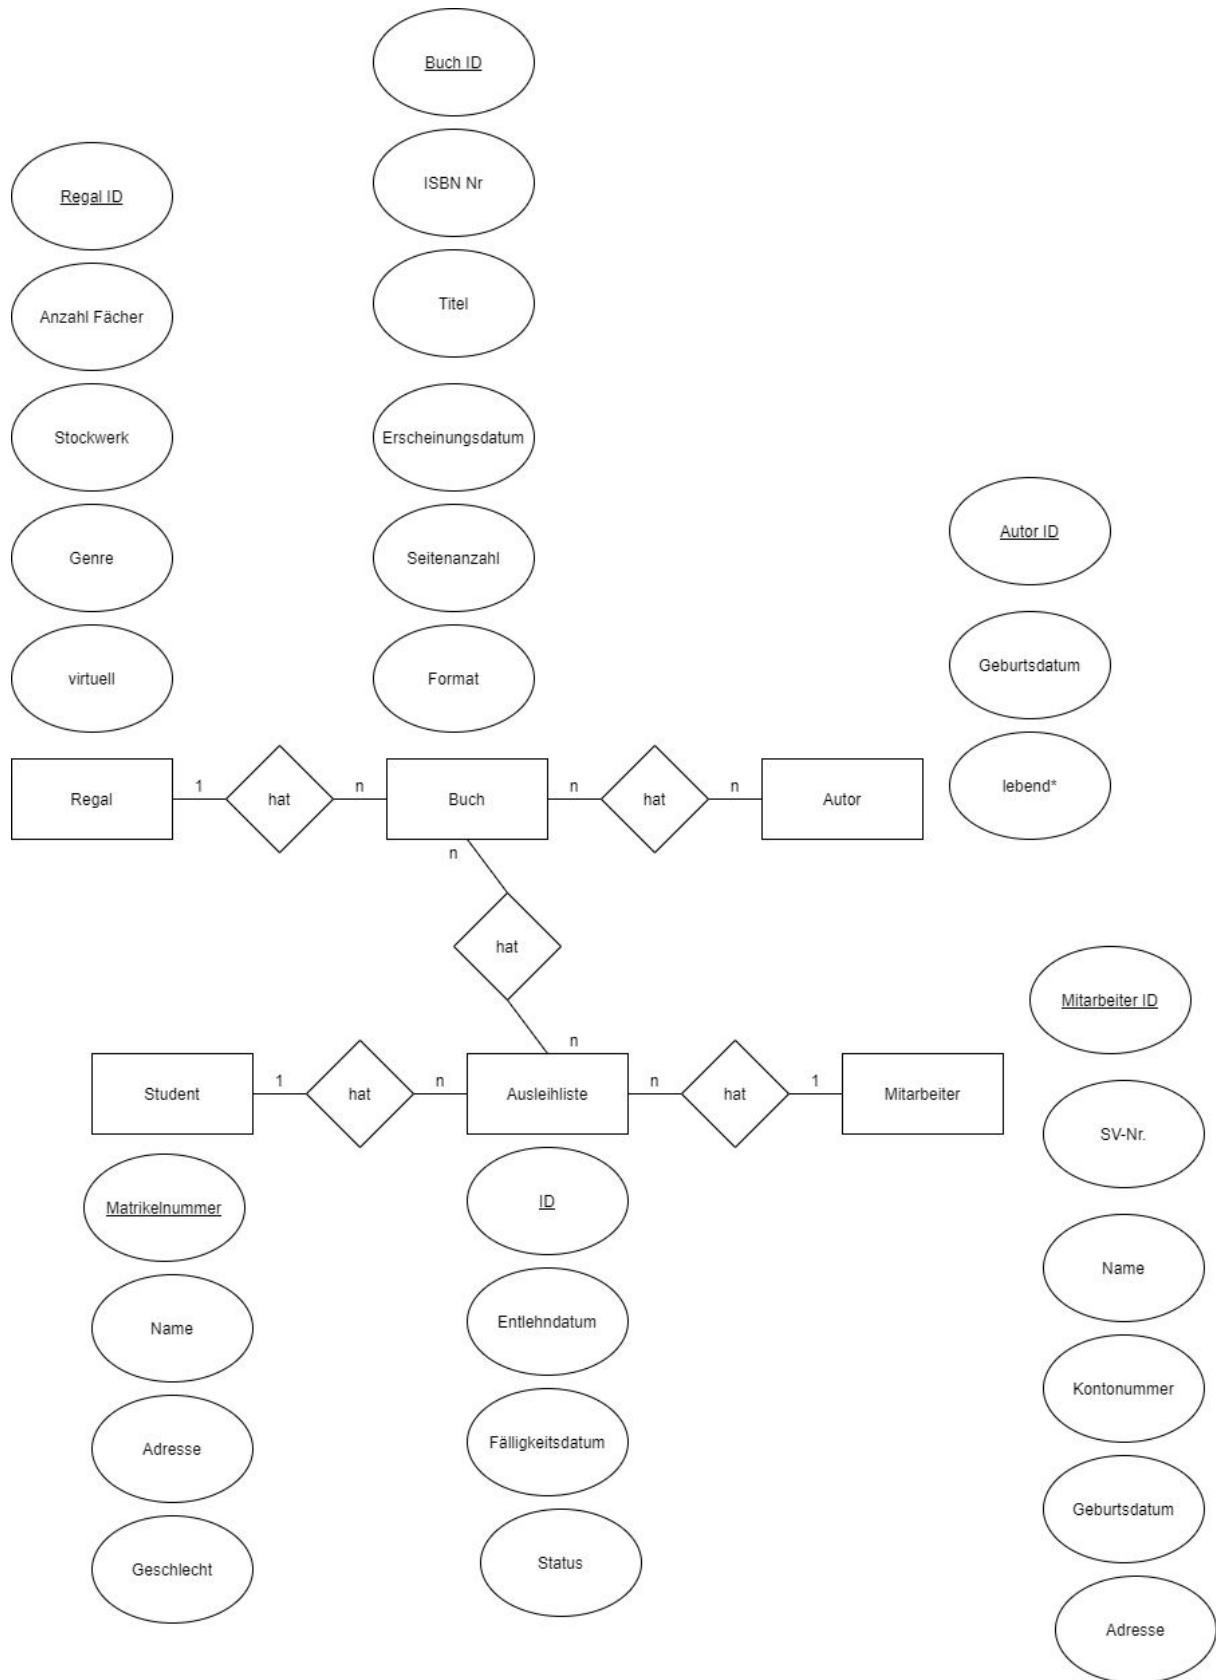 Buch ID
ISBN Nr
Regal ID
Titel
Anzahl Fächer
Stockwerk
Erscheinungsdatum
Genre
Seitenanzahl
Autor ID
virtuell
Format
Geburtsdatum
lebend*
Regal
1
hat
n
Buch
n
hat
n
Autor
n
hat
n
Mitarbeiter ID
Student
1
hat
n
Ausleihliste
n
hat
1
Mitarbeiter
SV-Nr.
Matrikelnummer
ID
Name
Name
Entlehndatum
Kontonummer
Adresse
Fälligkeitsdatum
Geburtsdatum
Geschlecht
Status
Adresse